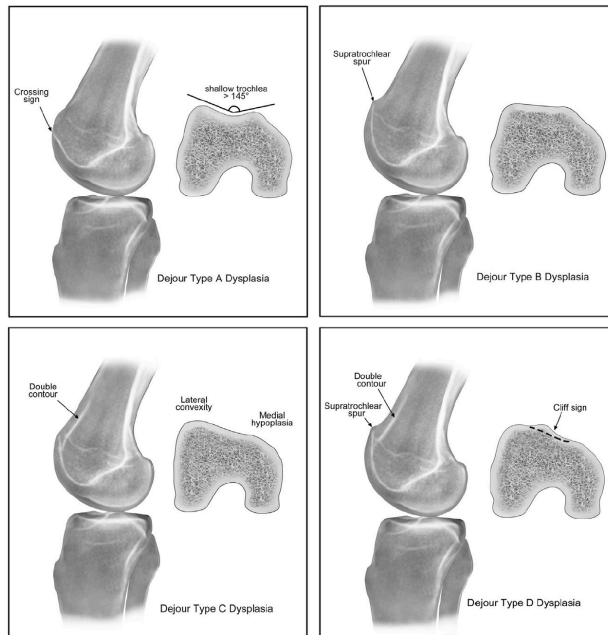 Crossing
sign
shallow trochlea
> 145°
Dejour Type A Dysplasia
Supratrochlear
spur
Dejour Type B Dysplasia
Double
contour
Lateral
convexity
Medial
hypoplasia
Dejour Type C Dysplasia
Double
contour
Supratrochlear
spur
Cliff sign
Dejour Type D Dysplasia